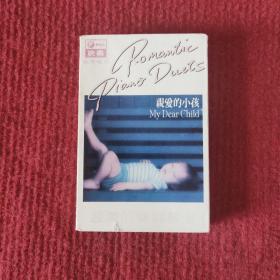 Romantic
Piano Duets
親愛的小孩
My Dear Child